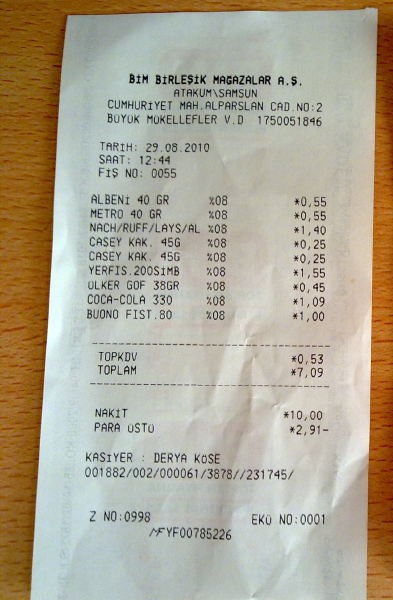 BİM BİRLEŞİK MAGAZALAR A.Ş.
ATAKUM\SAMSUN
CUMHURİYET MAH.ALPARSLAN CAD.NO:2
BÜYÜK MÜKELLEFLER V.D 1750051846
TARİH: 29.08.2010
SAAT: 12:44
FİŞ NO: 0055
ALBENİ 40 GR %08 *0,55
METRO 40 GR %08 *0,55
NACH/RUFF/LAYS/AL %08 *1,40
CASEY KAK. 45G %08 *0,25
CASEY KAK. 45G %08 *0,25
YERFIS.200SİMB %08 *1,55
ÜLKER GOF 38GR %08 *0,45
COCA-COLA 330 %08 *1,09
BUONO FIST.80 %08 *1,00
TOPKDV *0,53
TOPLAM *7,09
NAKİT *10,00
PARA ÜSTÜ *2,91-
KASİYER : DERYA KÖSE
001882/002/000061/3878//231745/
Z NO:0998 EKÜ NO:0001
MF YF00785226